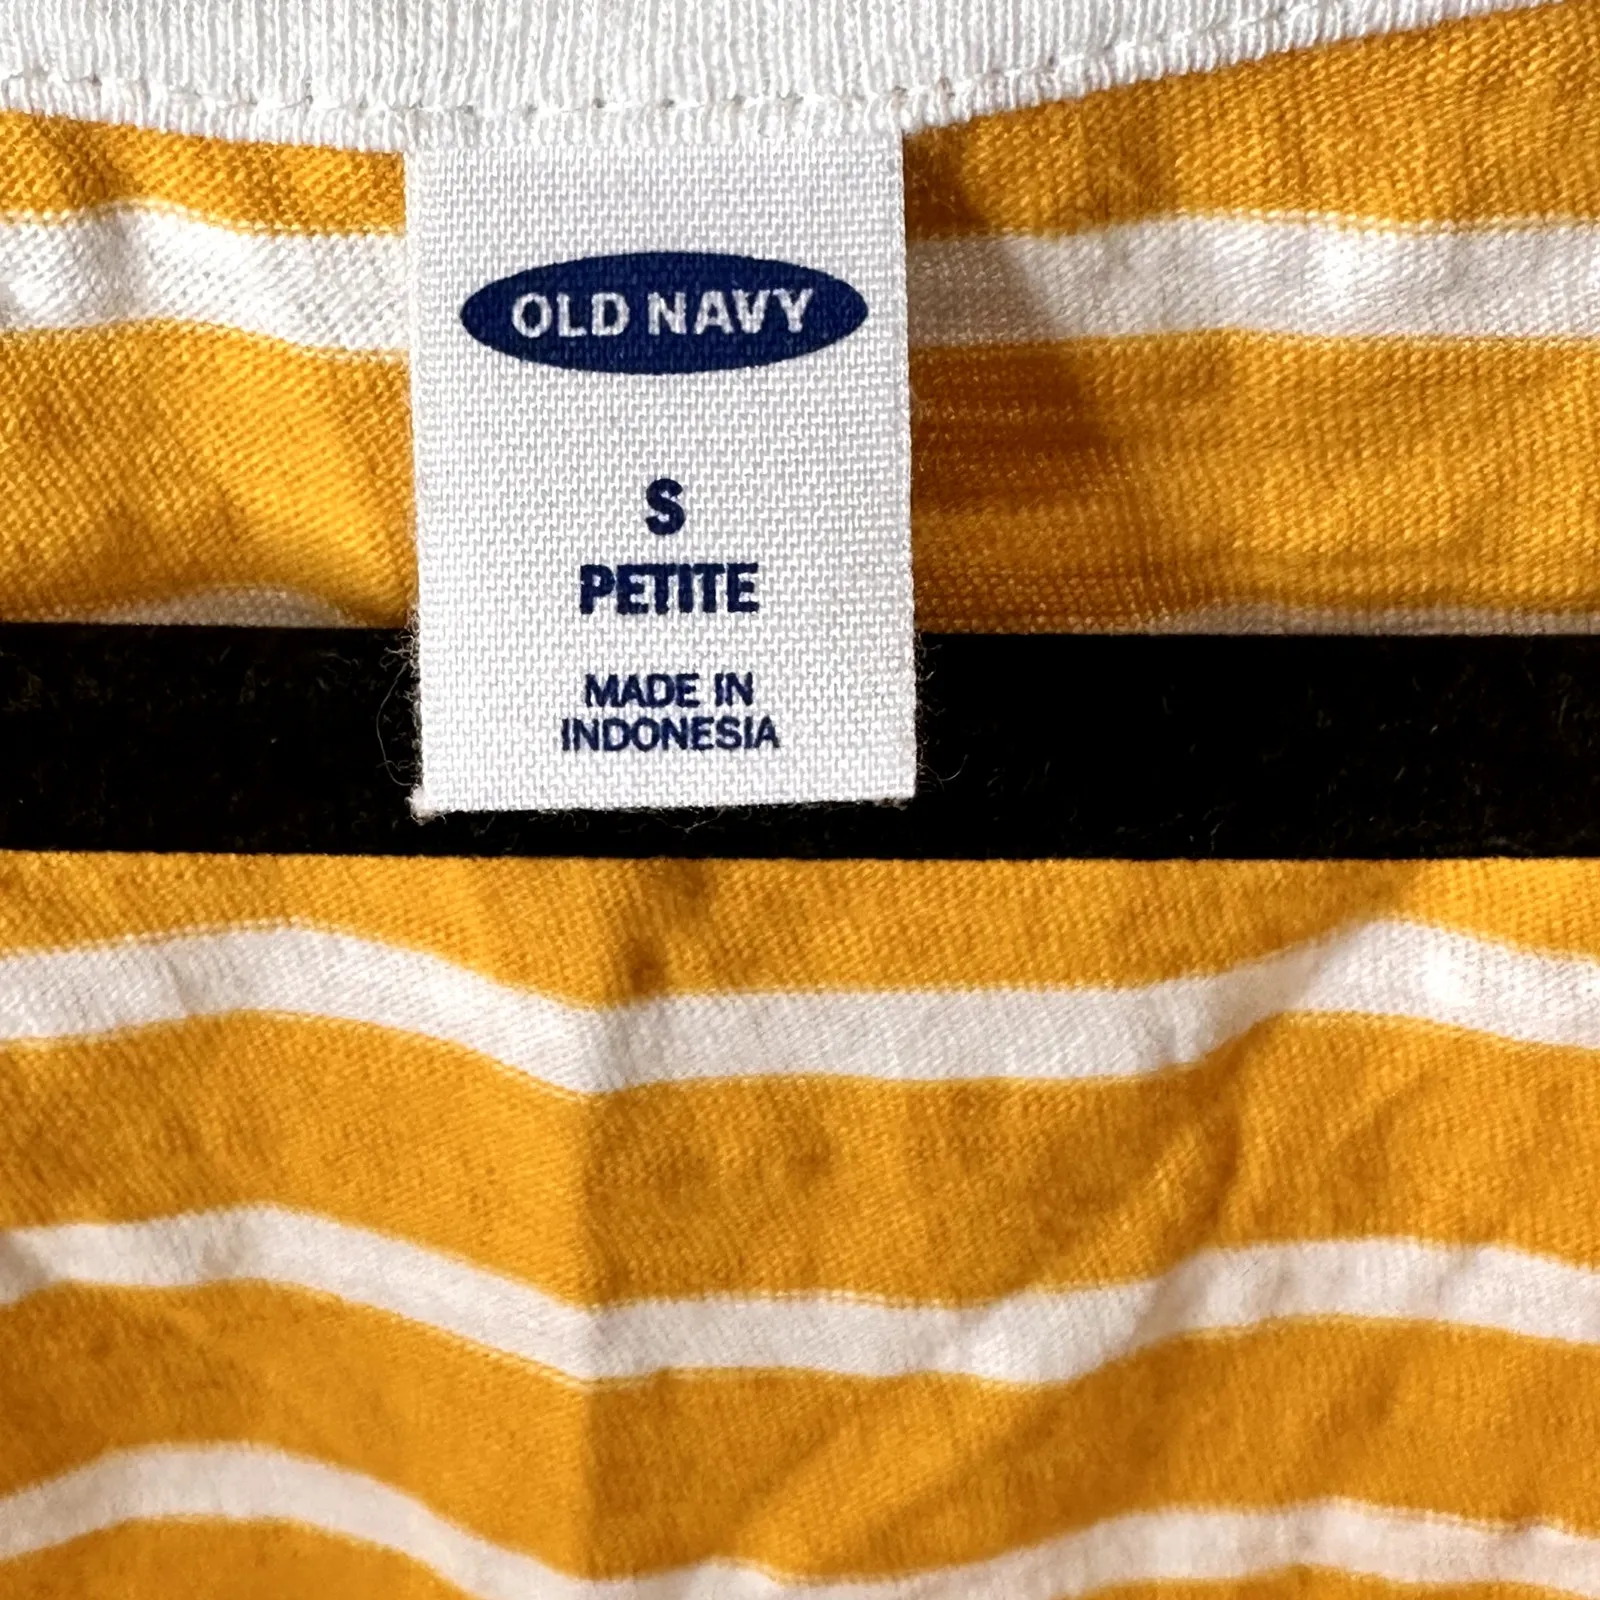 OLD NAVY
S
PETITE
MADE IN
INDONESIA